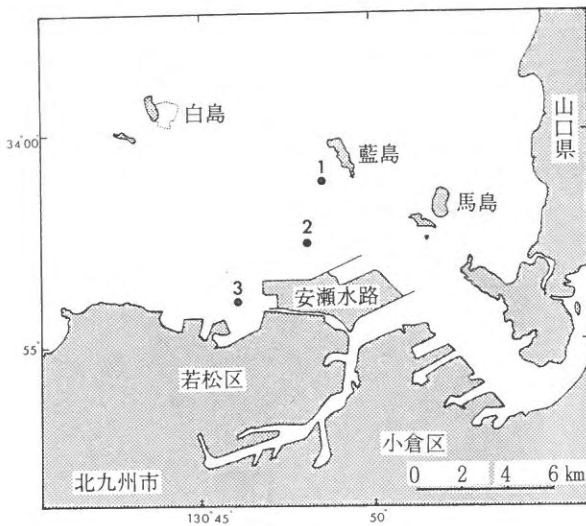 白島
山口県
34°00'
藍島
1
馬島
2
3
安瀬水路
55'
若松区
小倉区
北九州市
0 2 4 6 km
130°45'
50'